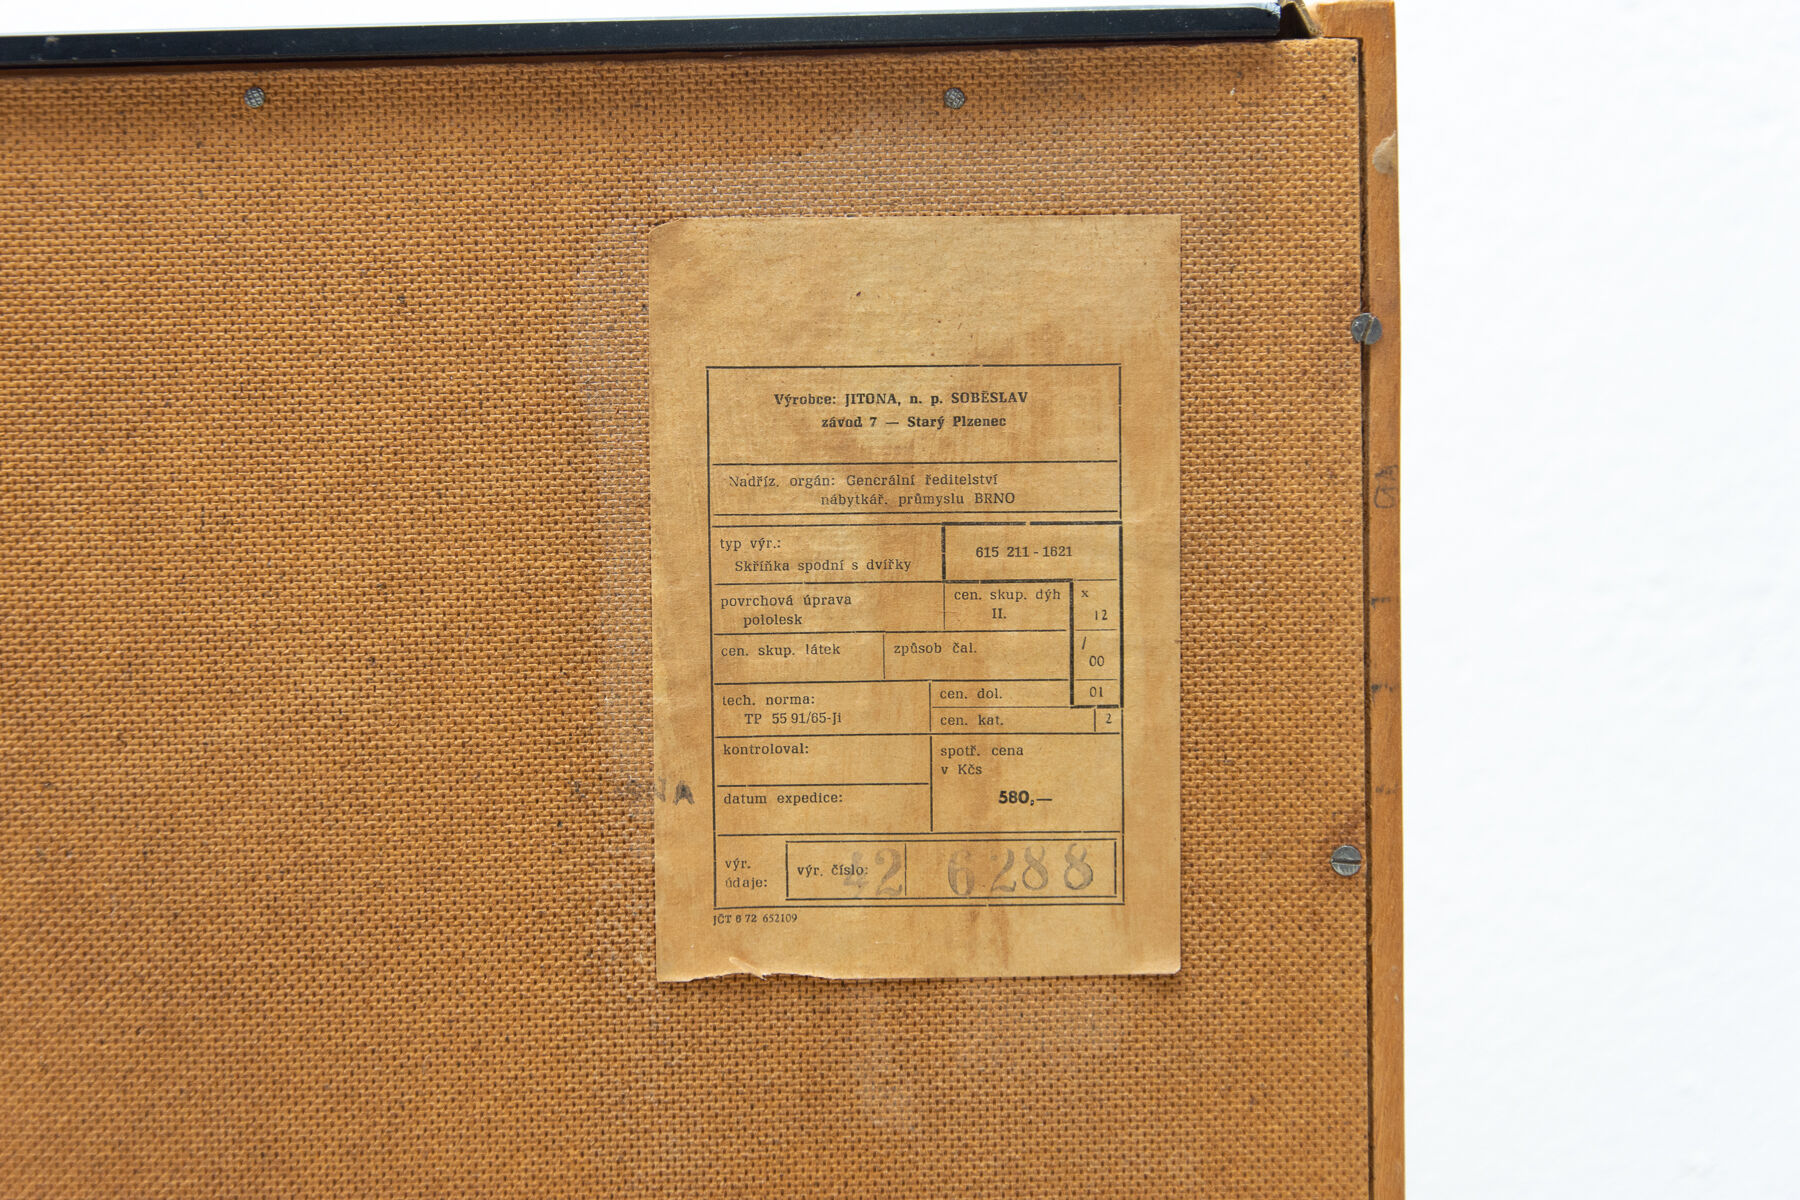 Výrobce: JITONA, n. p. SOBĚSLAV
závod 7 — Starý Plzenec
Nadříz. orgán: Generální ředitelství
nábytkář. průmyslu BRNO
typ výr.:
Skříňka spodní s dvířky
615 211 - 1621
povrchová úprava
pololesk
cen. skup. dýh
II.
x
12
cen. skup. látek
způsob čal.
/
00
tech. norma:
TP 55 91/65-Ji
cen. dol.
01
cen. kat.
2
kontroloval:
spotř. cena
v Kčs
datum expedice:
580,—
výr.
údaje:
výr. číslo:
42 6288
JČT 6 72 652109